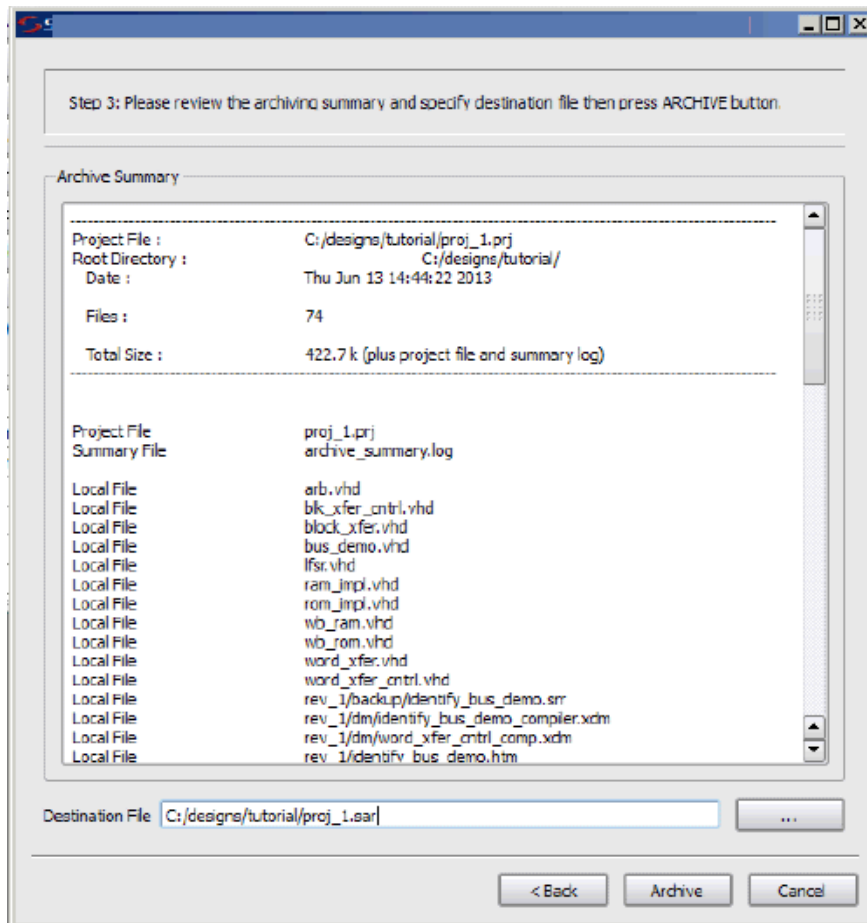 Step 3: Please review the archiving summary and specify destination file then press ARCHIVE button.
Archive Summary
Project File : C:/designs/tutorial/proj_1.prj
Root Directory : C:/designs/tutorial/
Date : Thu Jun 13 14:44:22 2013
Files : 74
Total Size : 422.7 k (plus project file and summary log)
Project File proj_1.prj
Summary File archive_summary.log
Local File arb.vhd
Local File blk_xfer_cntrl.vhd
Local File block_xfer.vhd
Local File bus_demo.vhd
Local File lfsr.vhd
Local File ram_impl.vhd
Local File rom_impl.vhd
Local File wb_ram.vhd
Local File wb_rom.vhd
Local File word_xfer.vhd
Local File word_xfer_cntrl.vhd
Local File rev_1/backup/identify_bus_demo.srr
Local File rev_1/dm/identify_bus_demo_compiler.xdm
Local File rev_1/dm/word_xfer_cntrl_comp.xdm
Local File rev_1/identify_bus_demo.htm
Destination File C:/designs/tutorial/proj_1.sar ...
< Back Archive Cancel